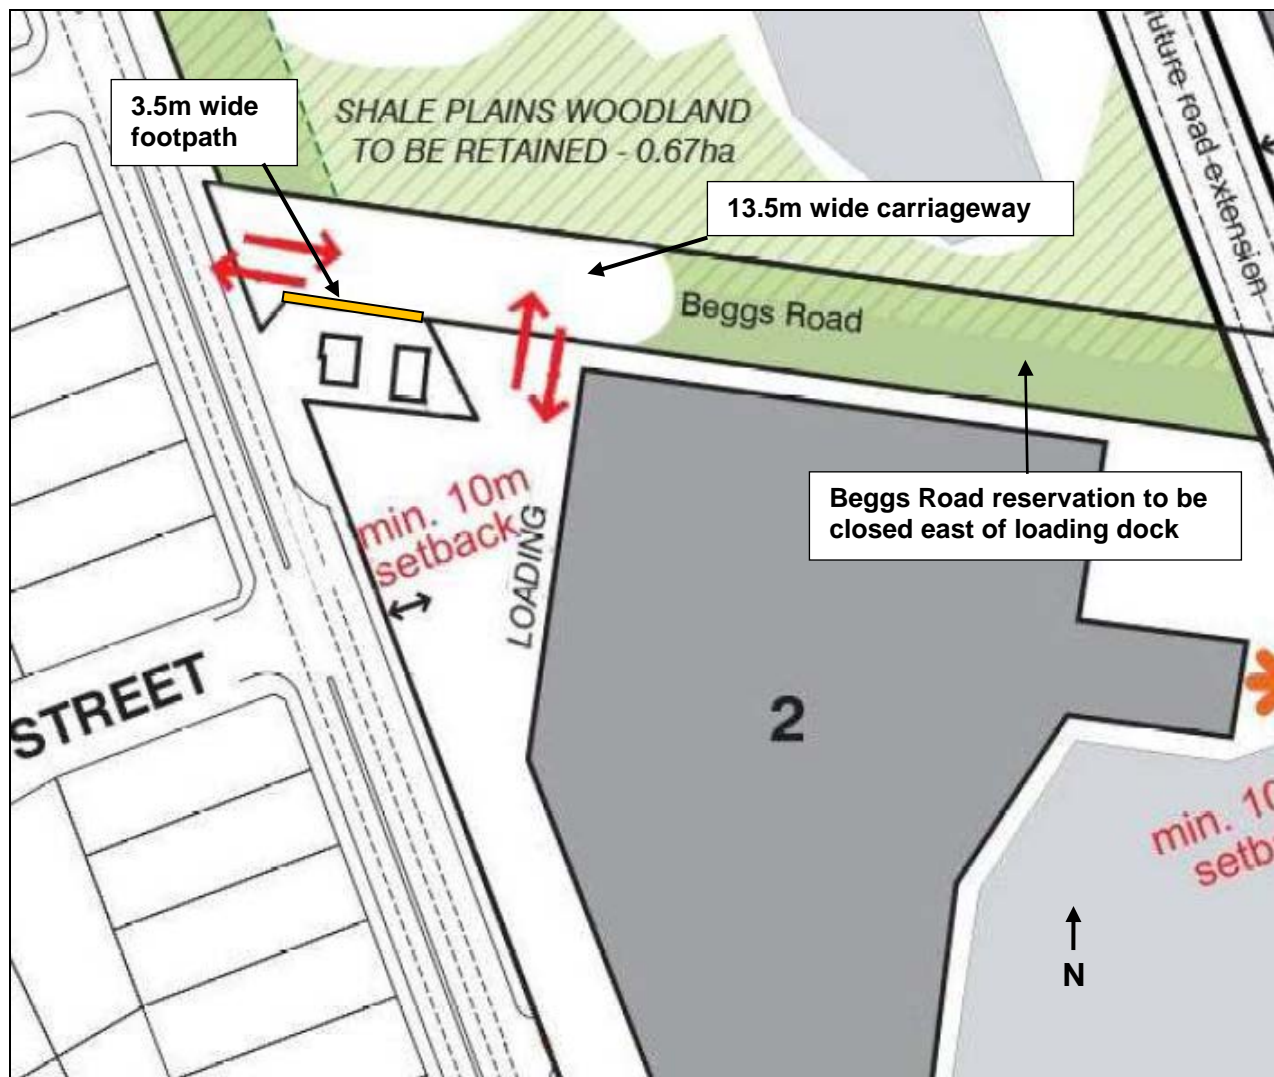 future road extension
3.5m wide
footpath
SHALE PLAINS WOODLAND
TO BE RETAINED - 0.67ha
13.5m wide carriageway
Beggs Road
Beggs Road reservation to be
closed east of loading dock
min. 10m
setback
LOADING
STREET
2
min. 10
setb
N